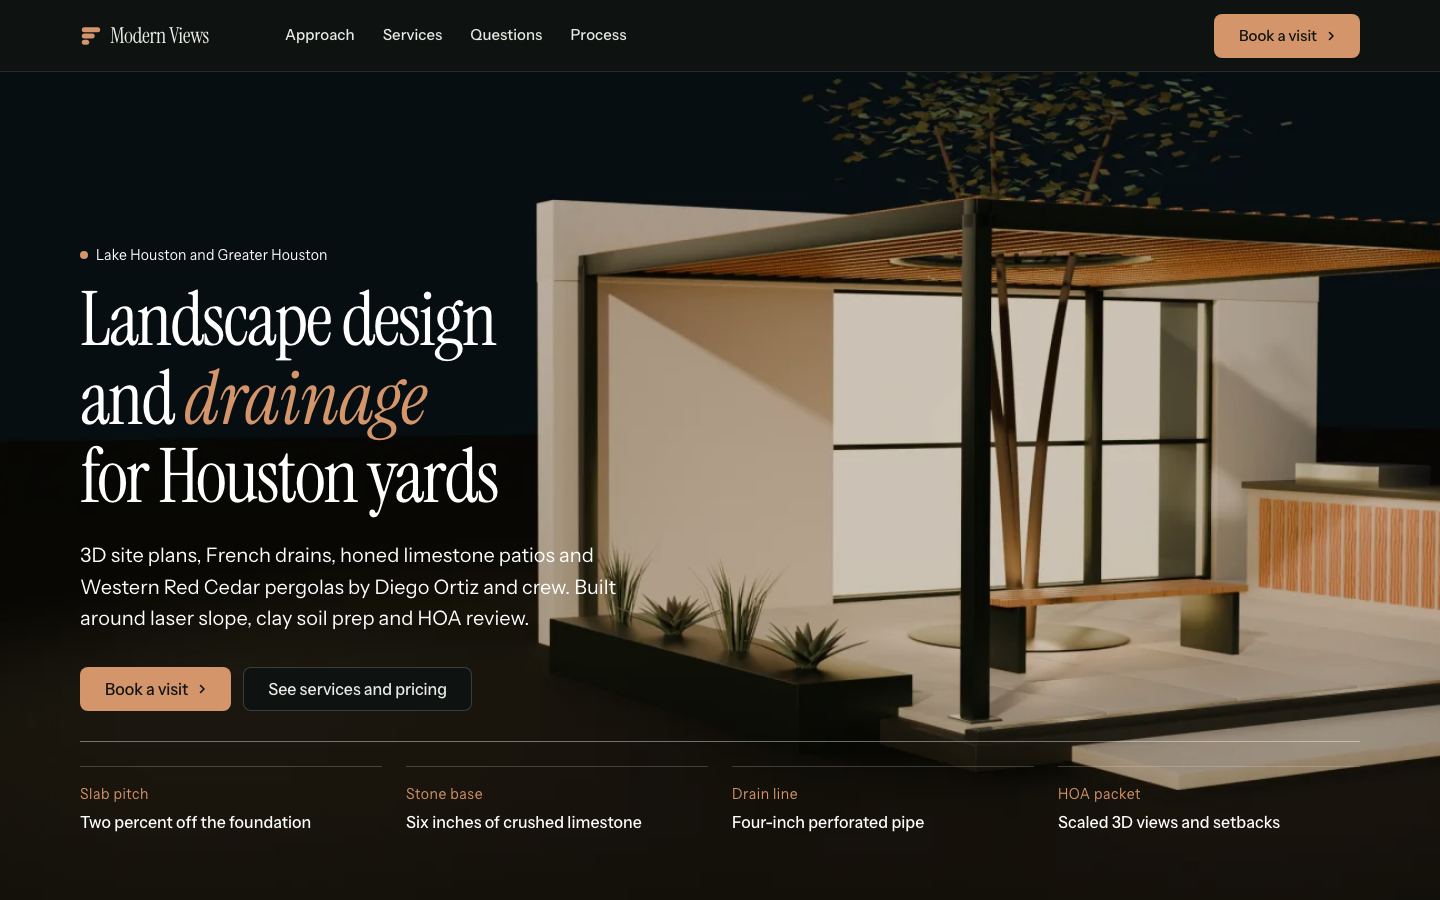 Modern Views
Approach
Services
Questions
Process
Book a visit
Lake Houston and Greater Houston
Landscape design
and drainage
for Houston yards
3D site plans, French drains, honed limestone patios and
Western Red Cedar pergolas by Diego Ortiz and crew. Built
around laser slope, clay soil prep and HOA review.
Book a visit
See services and pricing
Slab pitch
Two percent off the foundation
Stone base
Six inches of crushed limestone
Drain line
Four-inch perforated pipe
HOA packet
Scaled 3D views and setbacks